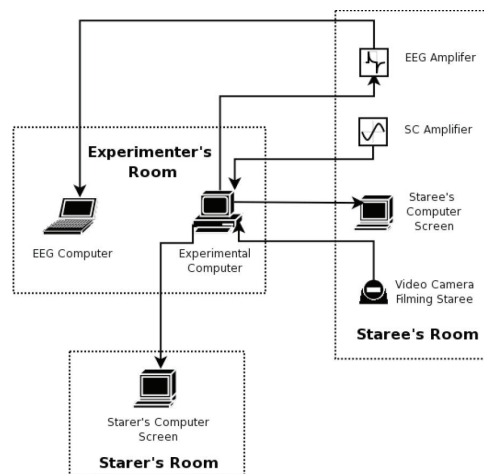 EEG Amplifer
SC Amplifier
Experimenter's
Room
Staree's
Computer
Screen
EEG Computer
Experimental
Computer
Video Camera
Filming Staree
Staree's Room
Starer's Computer
Screen
Starer's Room